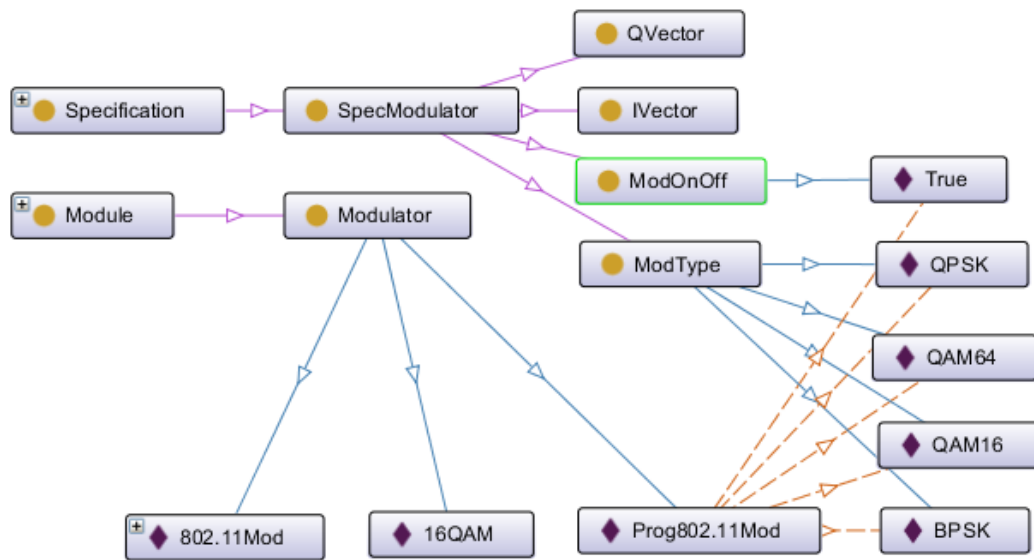 QVector
Specification
SpecModulator
IVector
ModOnOff
True
Module
Modulator
ModType
QPSK
QAM64
QAM16
802.11Mod
16QAM
Prog802.11Mod
BPSK